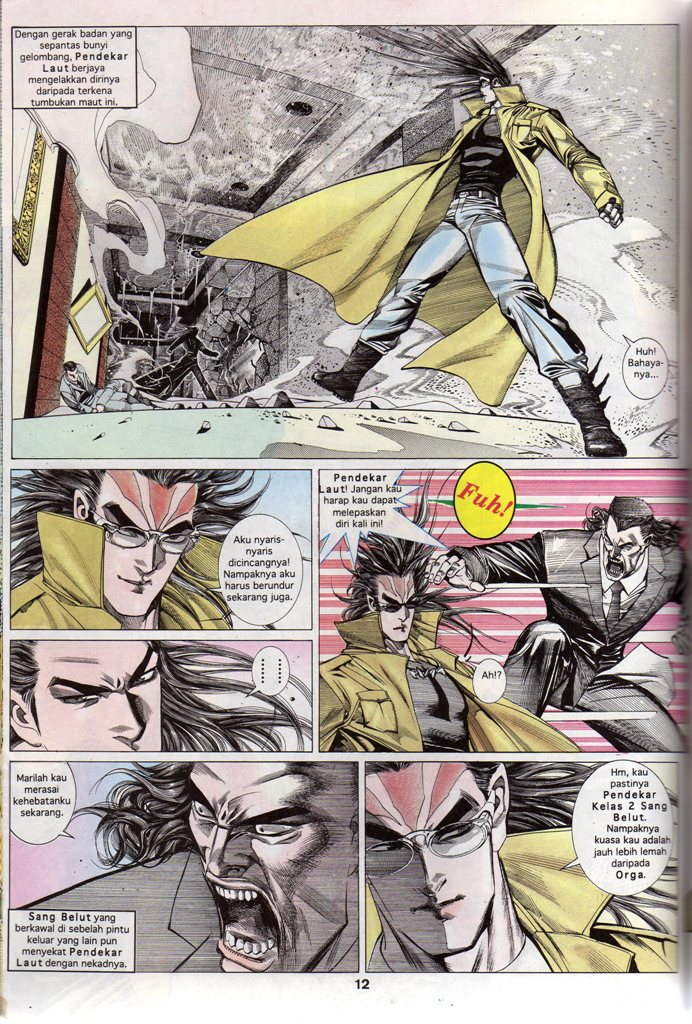 Dengan gerak badan yang
sepantas bunyi
gelombang, Pendekar
Laut berjaya
mengelakkan dirinya
daripada terkena
tumbukan maut ini.
Huh!
Bahaya-
nya...
Aku nyaris-
nyaris
dicincangnya!
Nampaknya aku
harus berundur
sekarang juga.
Pendekar
Laut! Jangan kau
harap kau dapat
melepaskan
diri kali ini!
Fuh!
Ah!?
Marilah kau
merasai
kehebatanku
sekarang.
Sang Belut yang
berkawal di sebelah pintu
keluar yang lain pun
menyekat Pendekar
Laut dengan nekadnya.
Hm, kau
pastinya
Pendekar
Kelas 2 Sang
Belut.
Nampaknya
kuasa kau adalah
jauh lebih lemah
daripada
Orga.
12